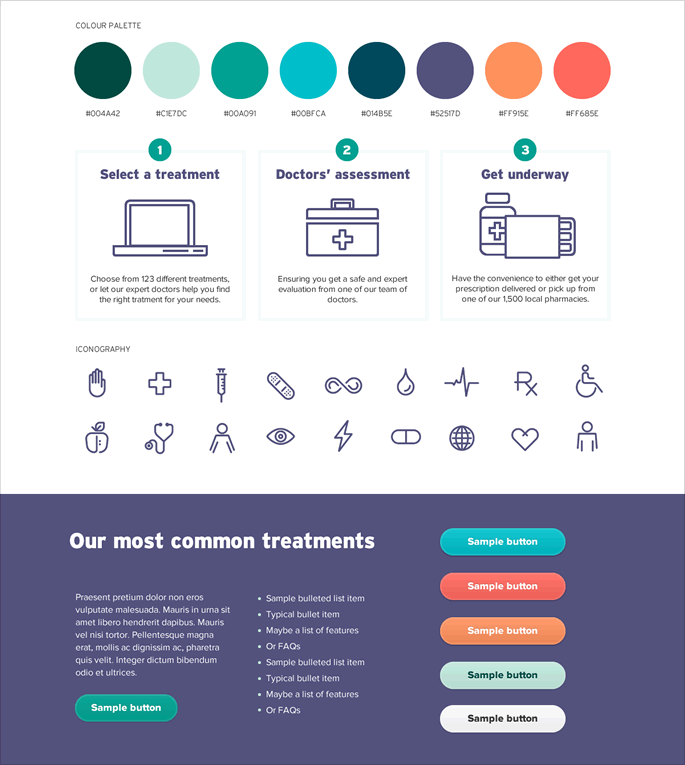 COLOUR PALETTE
#004A42
#C1E7DC
#00A091
#00BFCA
#014B5E
#52517D
#FF915E
#FF685E
1
Select a treatment
Choose from 123 different treatments,
or let our expert doctors help you find
the right tratment for your needs.
2
Doctors' assessment
Ensuring you get a safe and expert
evaluation from one of our team of
doctors.
3
Get underway
Have the convenience to either get your
prescription delivered or pick up from
one of our 1,500 local pharmacies.
ICONOGRAPHY
Rx
Our most common treatments
Praesent pretium dolor non eros
vulputate malesuada. Mauris in urna sit
amet libero hendrerit dapibus. Mauris
vel nisi tortor. Pellentesque magna
erat, mollis ac dignissim ac, pharetra
quis velit. Integer dictum bibendum
odio et ultrices.
Sample button
• Sample bulleted list item
• Typical bullet item
• Maybe a list of features
• Or FAQs
• Sample bulleted list item
• Typical bullet item
• Maybe a list of features
• Or FAQs
Sample button
Sample button
Sample button
Sample button
Sample button